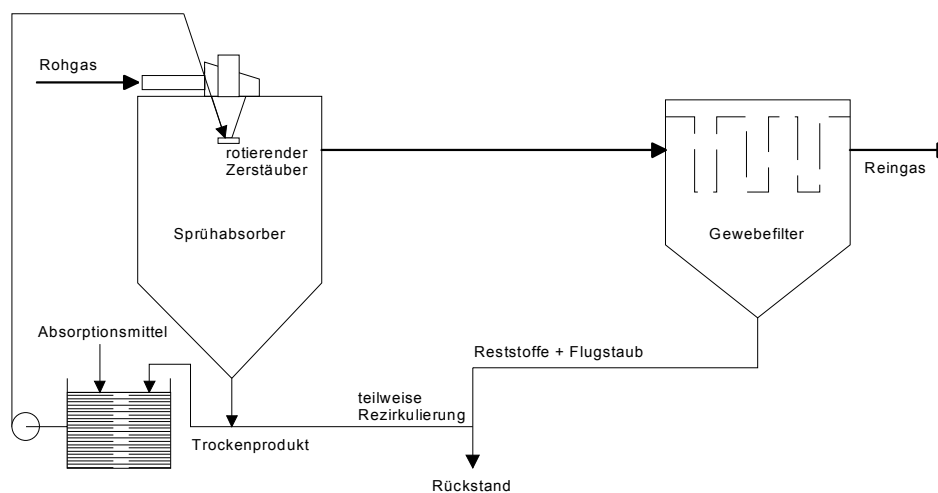 Rohgas
rotierender
Zerstäuber
Reingas
Sprühabsorber
Gewebefilter
Absorptionsmittel
Reststoffe + Flugstaub
teilweise
Rezirkulierung
Trockenprodukt
Rückstand